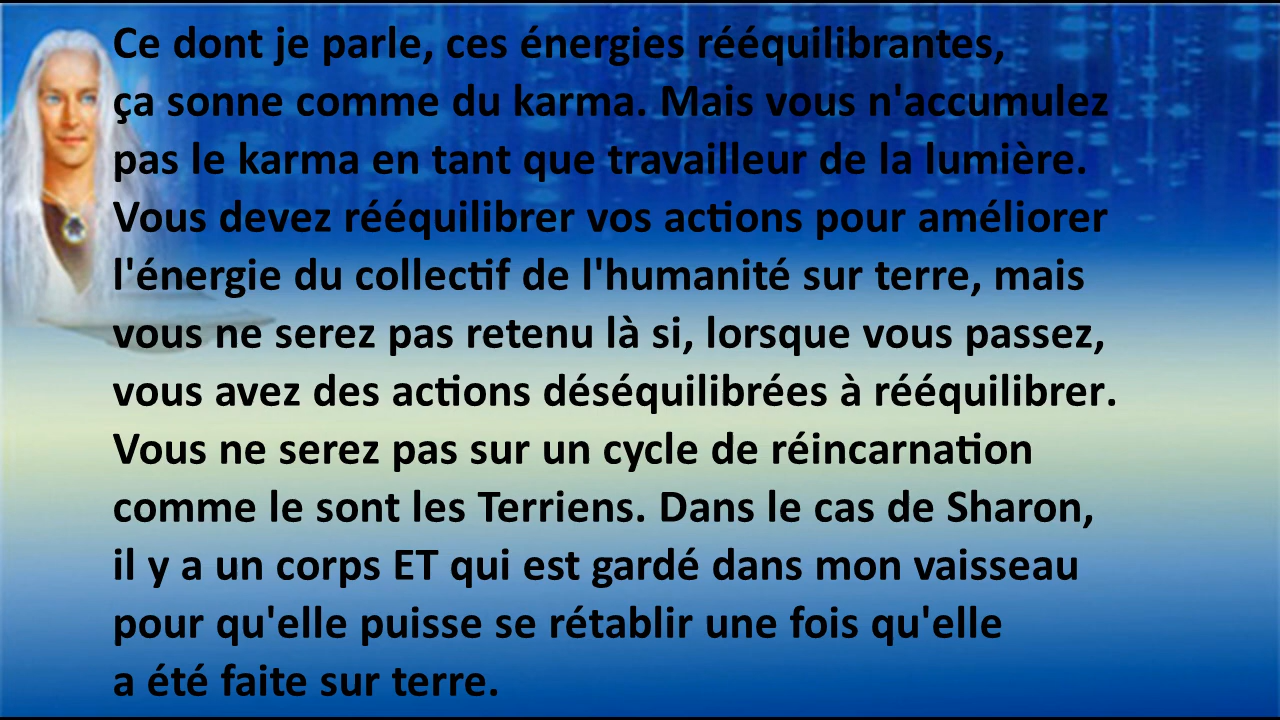 Ce dont je parle, ces énergies rééquilibrantes,
ça sonne comme du karma. Mais vous n'accumulez
pas le karma en tant que travailleur de la lumière.
Vous devez rééquilibrer vos actions pour améliorer
l'énergie du collectif de l'humanité sur terre, mais
vous ne serez pas retenu là si, lorsque vous passez,
vous avez des actions déséquilibrées à rééquilibrer.
Vous ne serez pas sur un cycle de réincarnation
comme le sont les Terriens. Dans le cas de Sharon,
il y a un corps ET qui est gardé dans mon vaisseau
pour qu'elle puisse se rétablir une fois qu'elle
a été faite sur terre.